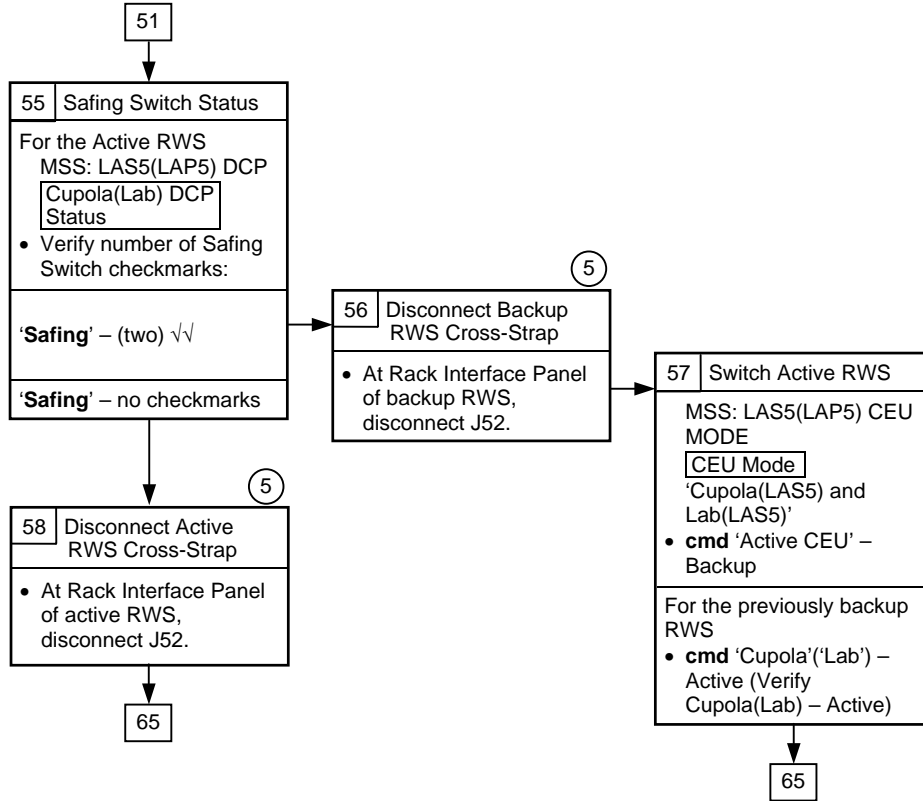 51
55 Safing Switch Status
For the Active RWS
MSS: LAS5(LAP5) DCP
Cupola(Lab) DCP
Status
• Verify number of Safing
Switch checkmarks:
‘Safing’ – (two) √√
‘Safing’ – no checkmarks
5
56 Disconnect Backup
RWS Cross-Strap
• At Rack Interface Panel
of backup RWS,
disconnect J52.
57 Switch Active RWS
MSS: LAS5(LAP5) CEU
MODE
CEU Mode
‘Cupola(LAS5) and
Lab(LAS5)’
• cmd ‘Active CEU’ –
Backup
For the previously backup
RWS
• cmd ‘Cupola’(‘Lab’) –
Active (Verify
Cupola(Lab) – Active)
65
5
58 Disconnect Active
RWS Cross-Strap
• At Rack Interface Panel
of active RWS,
disconnect J52.
65